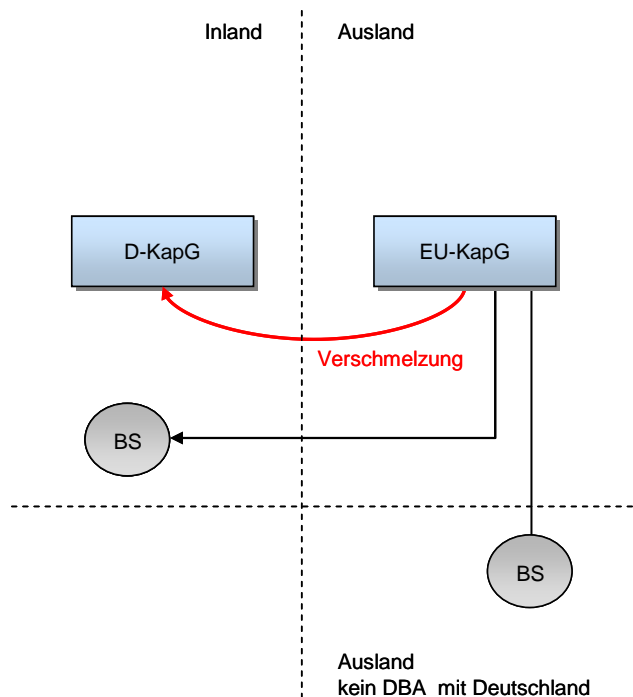 Inland
Ausland
D-KapG
EU-KapG
Verschmelzung
BS
BS
Ausland
kein DBA mit Deutschland